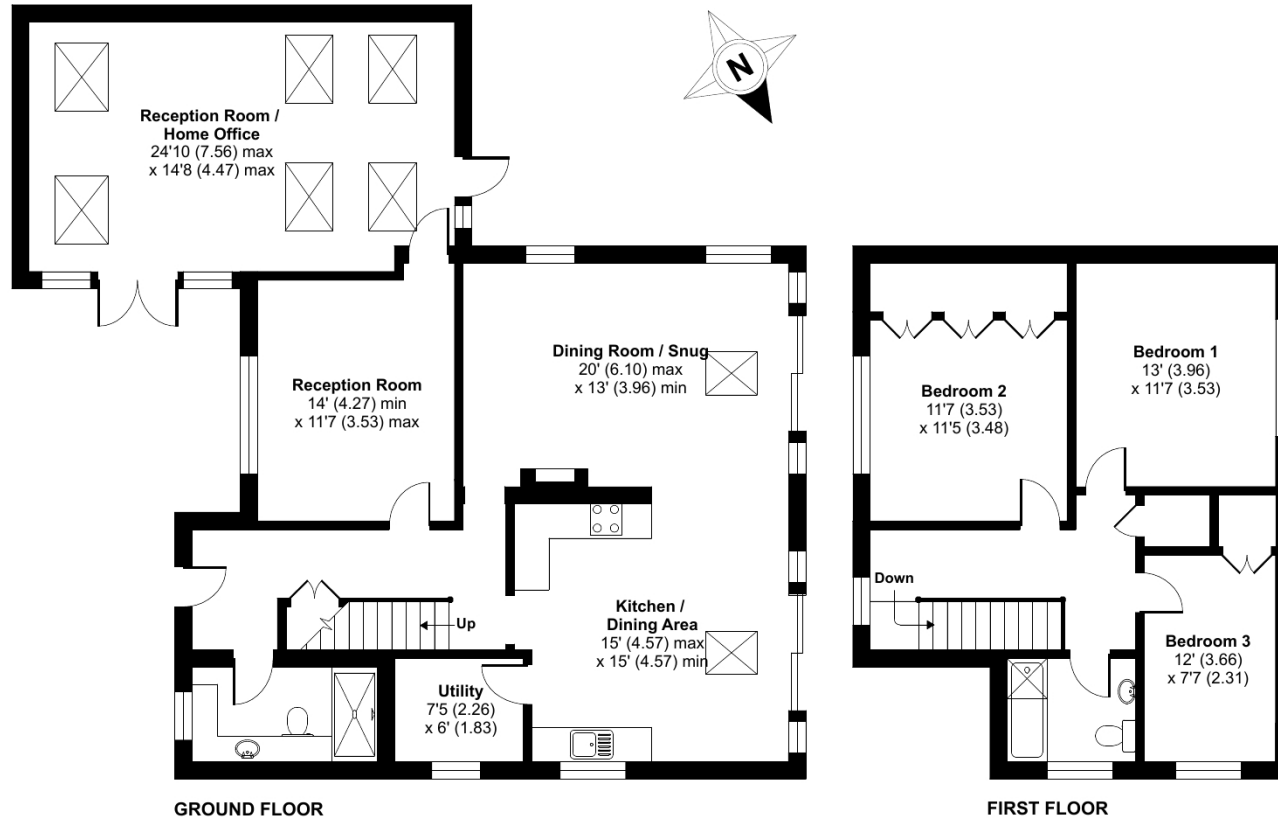 N
Reception Room /
Home Office
24'10 (7.56) max
x 14'8 (4.47) max
Dining Room / Snug
20' (6.10) max
x 13' (3.96) min
Reception Room
14' (4.27) min
x 11'7 (3.53) max
Bedroom 1
13' (3.96)
x 11'7 (3.53)
Bedroom 2
11'7 (3.53)
x 11'5 (3.48)
Down
Up
Kitchen /
Dining Area
15' (4.57) max
x 15' (4.57) min
Bedroom 3
12' (3.66)
x 7'7 (2.31)
Utility
7'5 (2.26)
x 6' (1.83)
GROUND FLOOR
FIRST FLOOR